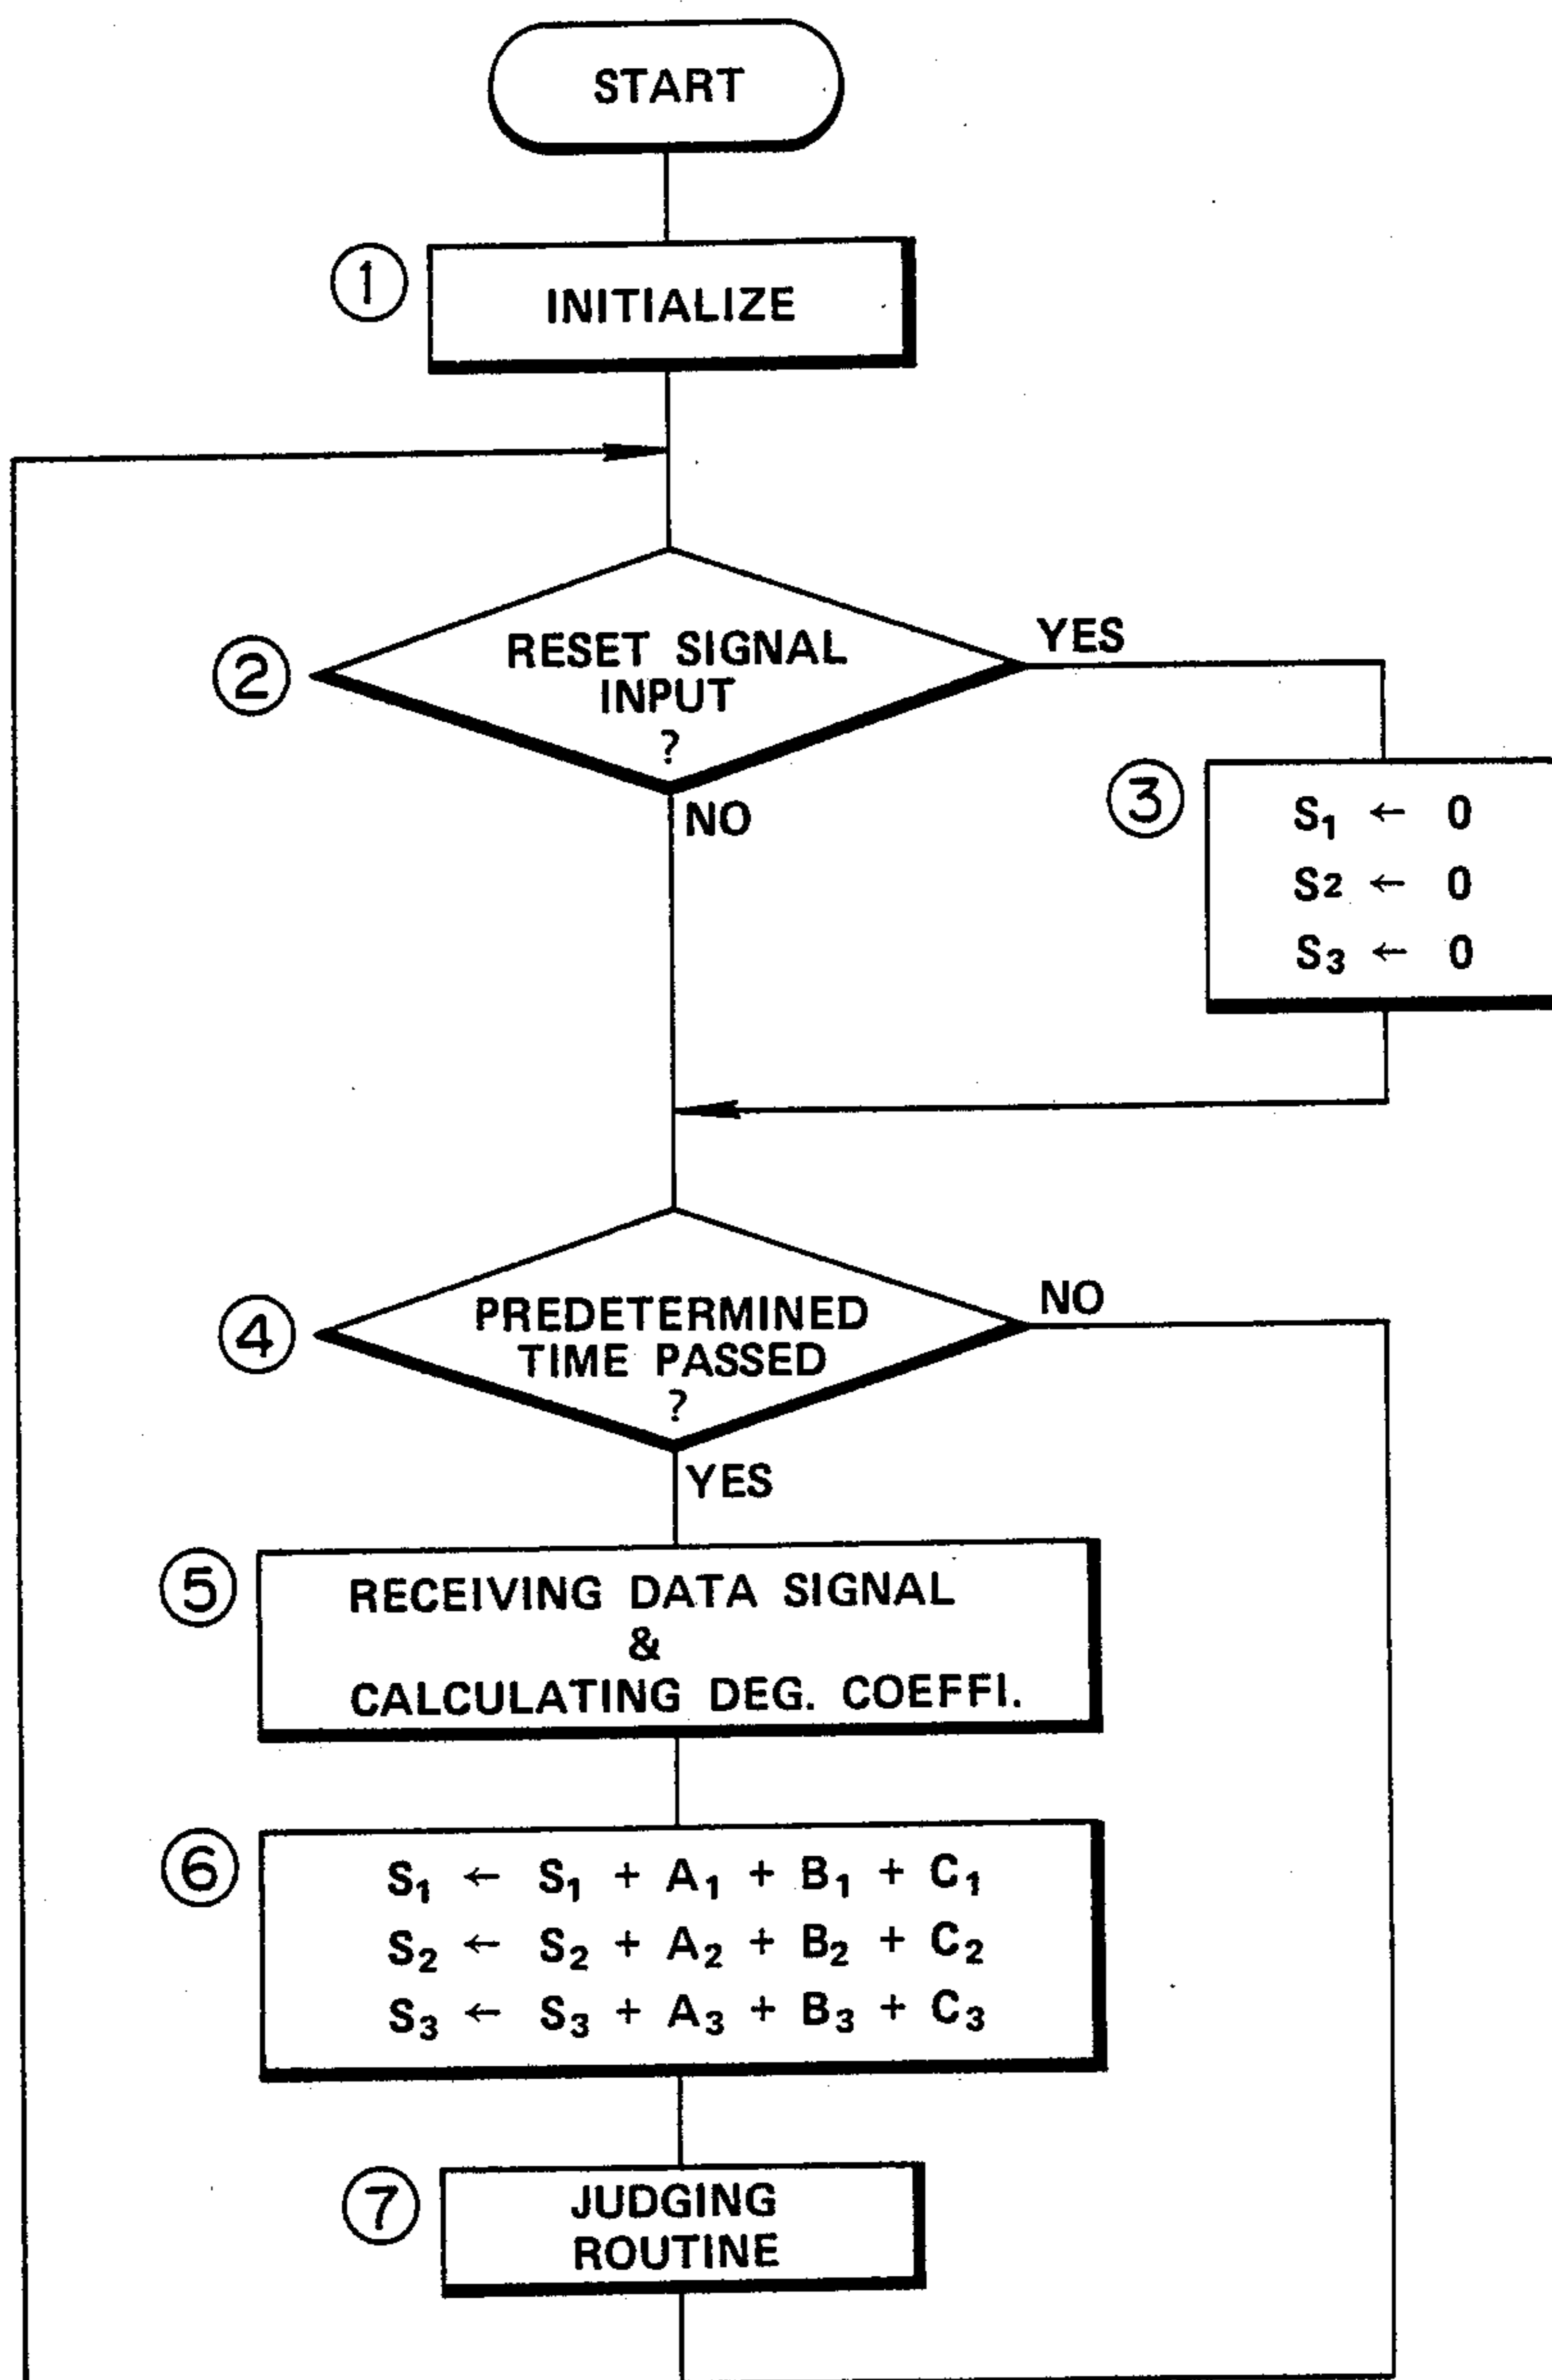 START
①
INITIALIZE
②
RESET SIGNAL
INPUT
?
YES
NO
③
S₁ ← 0
S₂ ← 0
S₃ ← 0
④
PREDETERMINED
TIME PASSED
?
NO
YES
⑤
RECEIVING DATA SIGNAL
&
CALCULATING DEG. COEFFI.
⑥
S₁ ← S₁ + A₁ + B₁ + C₁
S₂ ← S₂ + A₂ + B₂ + C₂
S₃ ← S₃ + A₃ + B₃ + C₃
⑦
JUDGING
ROUTINE